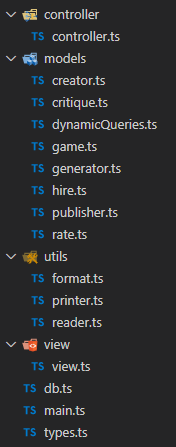 controller
TS controller.ts
models
TS creator.ts
TS critique.ts
TS dynamicQueries.ts
TS game.ts
TS generator.ts
TS hire.ts
TS publisher.ts
TS rate.ts
utils
TS format.ts
TS printer.ts
TS reader.ts
view
TS view.ts
TS db.ts
TS main.ts
TS types.ts